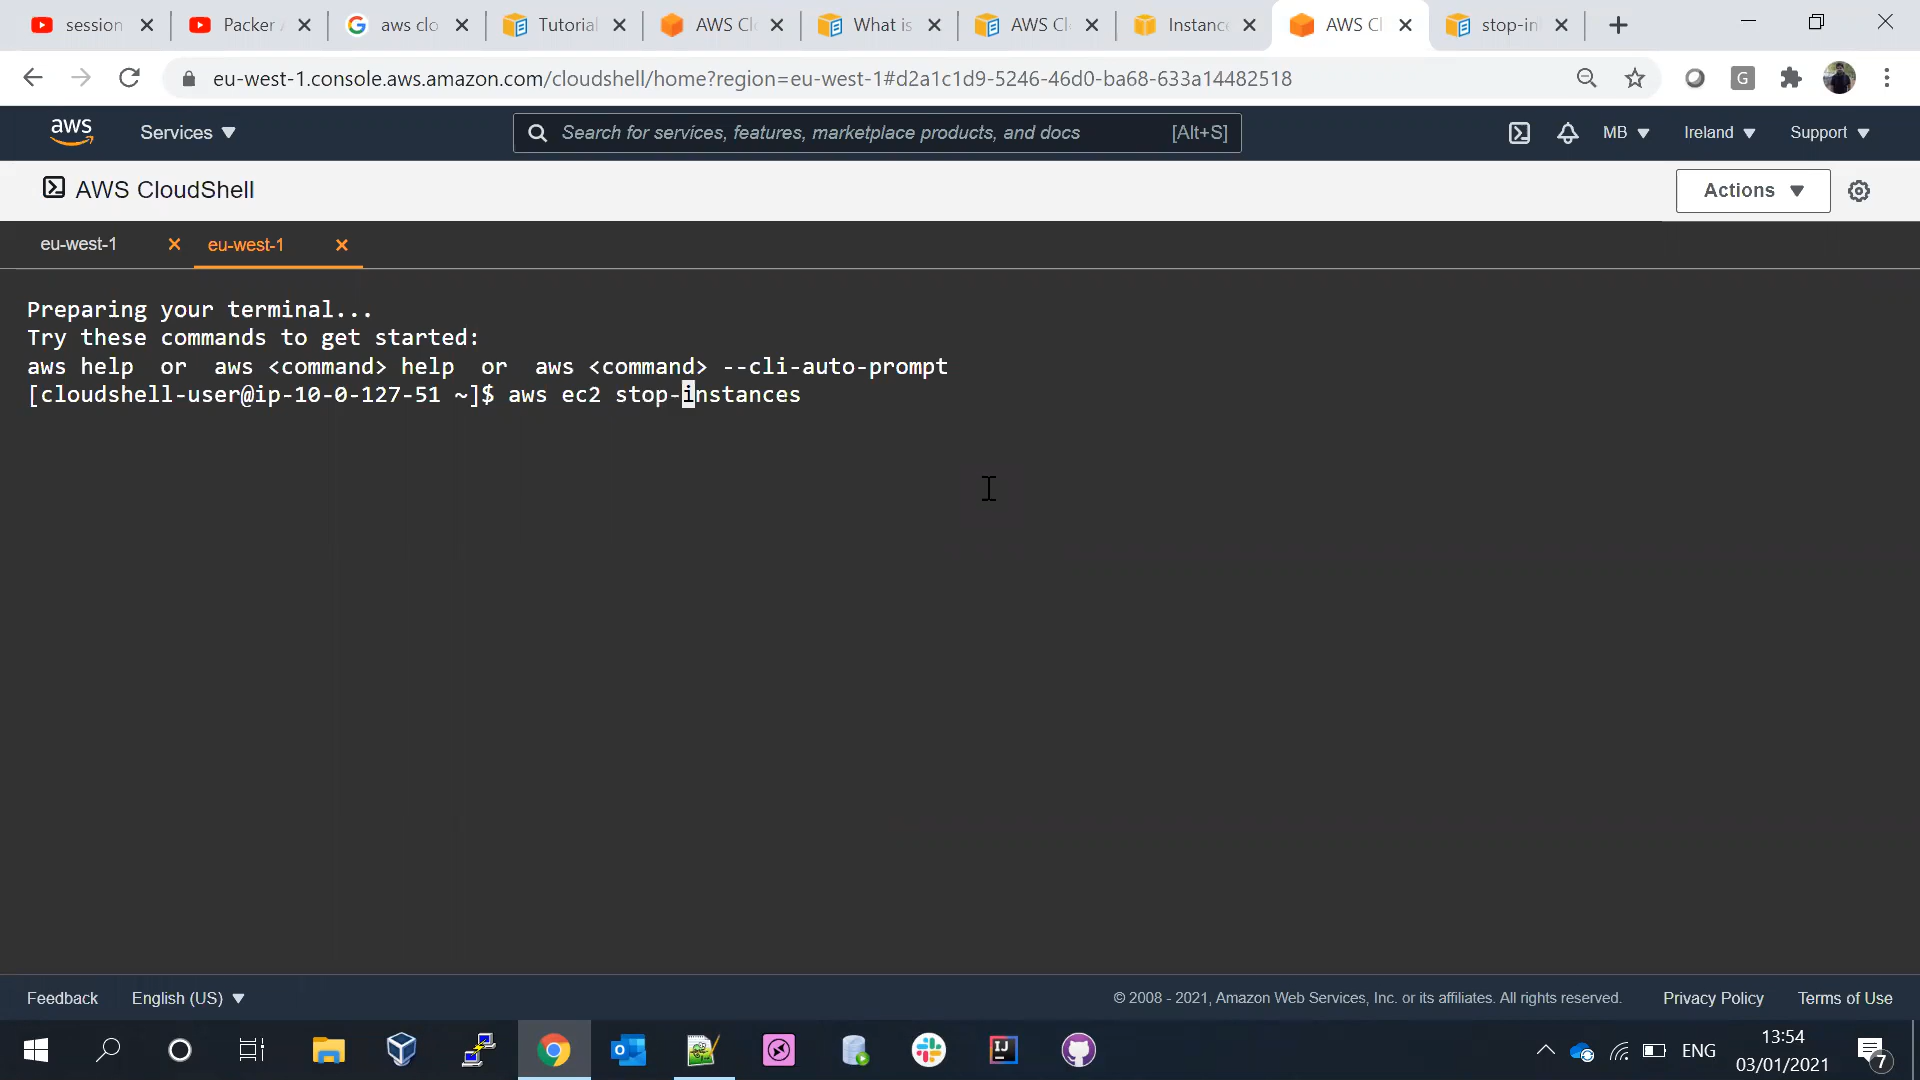 session
Packer
aws clo
Tutorial
AWS Cl
What is
AWS Cl
Instanc
AWS Cl
stop-in
eu-west-1.console.aws.amazon.com/cloudshell/home?region=eu-west-1#d2a1c1d9-5246-46d0-ba68-633a14482518
G
aws
Services
Search for services, features, marketplace products, and docs [Alt+S]
MB
Ireland
Support
AWS CloudShell
Actions
eu-west-1
eu-west-1
Preparing your terminal...
Try these commands to get started:
aws help or aws <command> help or aws <command> --cli-auto-prompt
[cloudshell-user@ip-10-0-127-51 ~]$ aws ec2 stop-instances
Feedback
English (US)
© 2008 - 2021, Amazon Web Services, Inc. or its affiliates. All rights reserved.
Privacy Policy
Terms of Use
ENG
13:54
03/01/2021
7